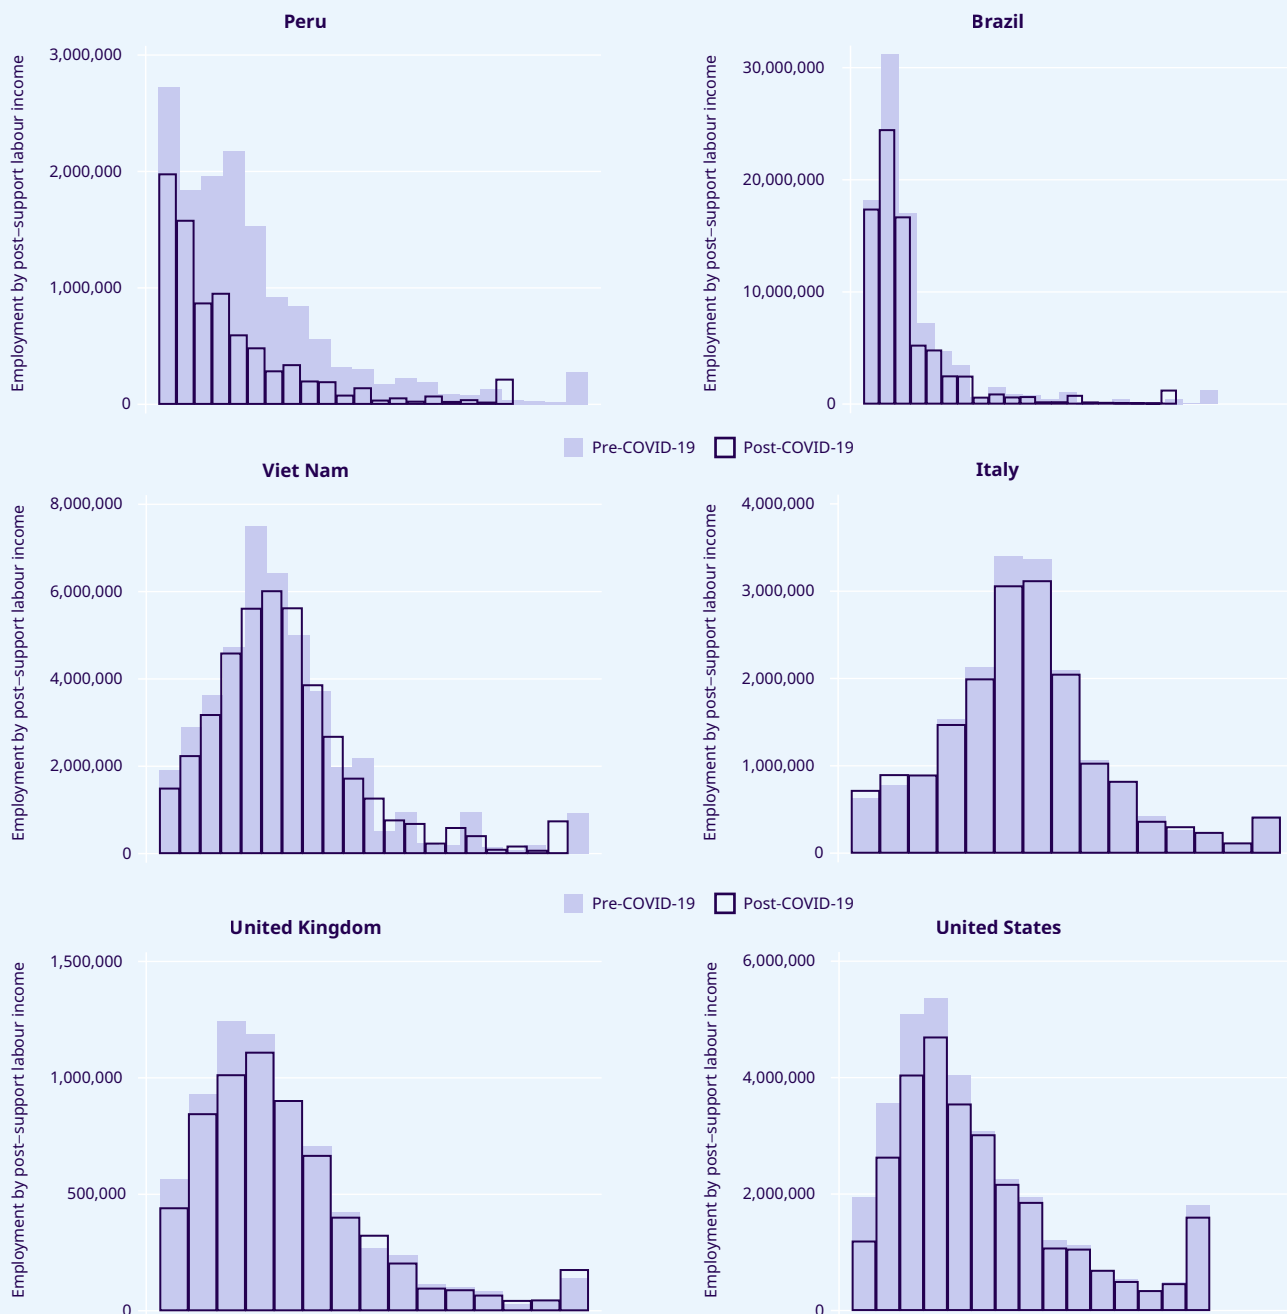 Peru
Brazil
Employment by post–support labour income
3,000,000
2,000,000
1,000,000
0
Employment by post–support labour income
30,000,000
20,000,000
10,000,000
0
Pre-COVID-19 Post-COVID-19
Viet Nam
Italy
Employment by post–support labour income
8,000,000
6,000,000
4,000,000
2,000,000
0
Employment by post–support labour income
4,000,000
3,000,000
2,000,000
1,000,000
0
Pre-COVID-19 Post-COVID-19
United Kingdom
United States
Employment by post–support labour income
1,500,000
1,000,000
500,000
0
Employment by post–support labour income
6,000,000
4,000,000
2,000,000
0